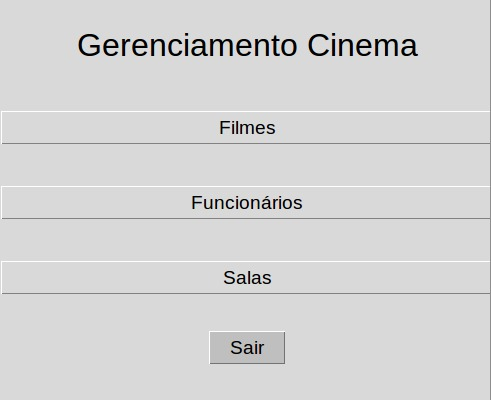 Gerenciamento Cinema
Filmes
Funcionários
Salas
Sair